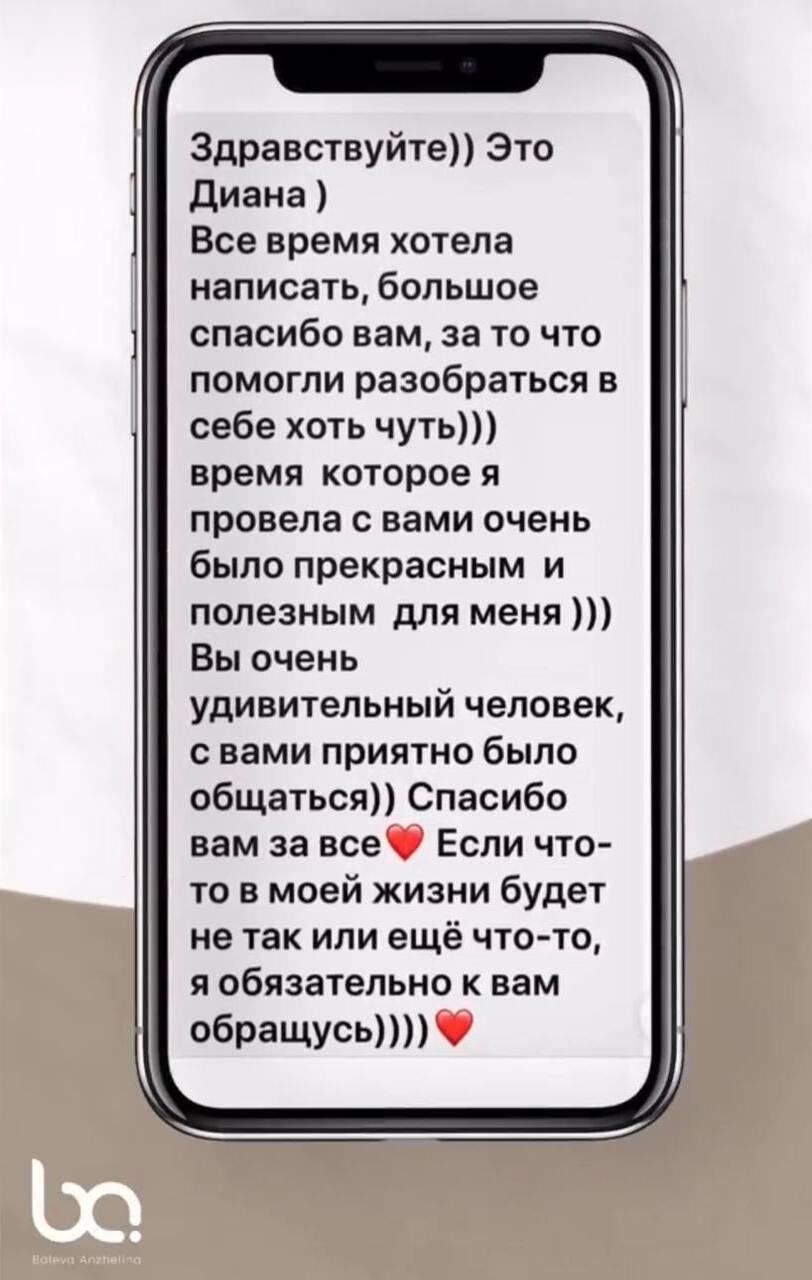 Здравствуйте)) Это
Диана )
Все время хотела
написать, большое
спасибо вам, за то что
помогли разобраться в
себе хоть чуть)))
время  которое я
провела с вами очень
было прекрасным  и
полезным  для меня )))
Вы очень
удивительный человек,
с вами приятно было
общаться)) Спасибо
вам за все❤️ Если что-
то в моей жизни будет
не так или ещё что-то,
я обязательно к вам
обращусь))))❤️
ba
Baleva Anzhelina